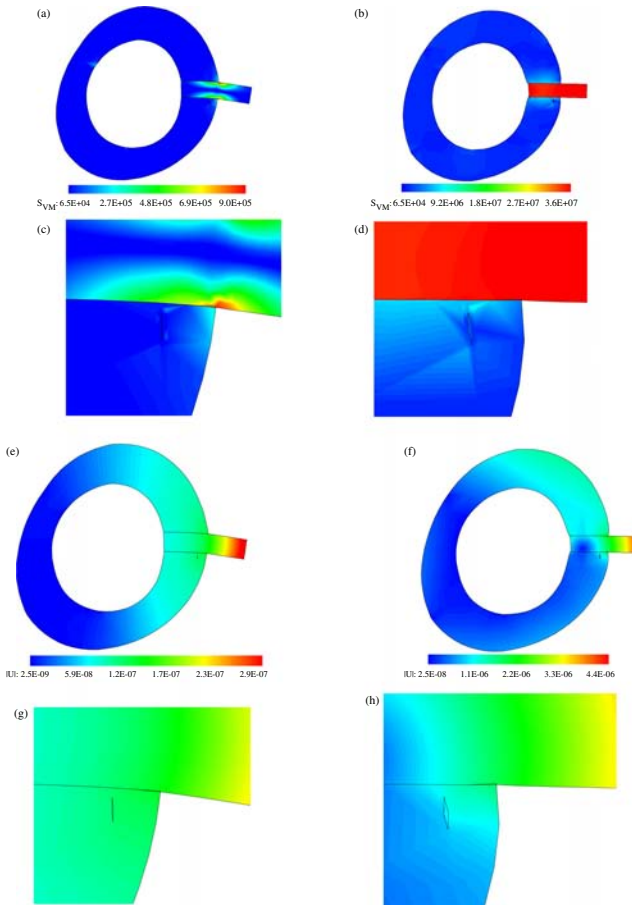 (a)
(b)
S_VM: 6.5E+04 2.7E+05 4.8E+05 6.9E+05 9.0E+05
S_VM: 6.5E+04 9.2E+06 1.8E+07 2.7E+07 3.6E+07
(c)
(d)
(e)
(f)
|U|: 2.5E-09 5.9E-08 1.2E-07 1.7E-07 2.3E-07 2.9E-07
|U|: 2.5E-08 1.1E-06 2.2E-06 3.3E-06 4.4E-06
(g)
(h)